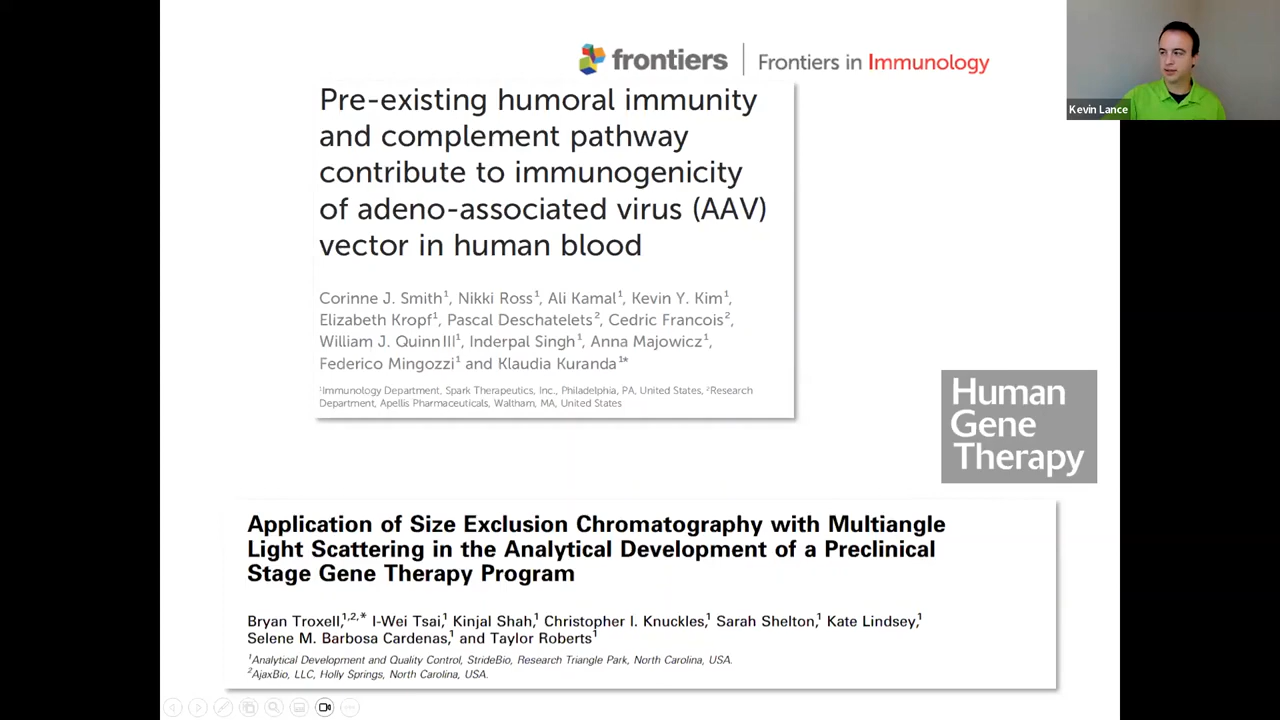 frontiers | Frontiers in Immunology
Kevin Lance
Pre-existing humoral immunity
and complement pathway
contribute to immunogenicity
of adeno-associated virus (AAV)
vector in human blood
Corinne J. Smith¹, Nikki Ross¹, Ali Kamal¹, Kevin Y. Kim¹,
Elizabeth Kropf¹, Pascal Deschatelets², Cedric Francois²,
William J. Quinn III¹, Inderpal Singh¹, Anna Majowicz¹,
Federico Mingozzi¹ and Klaudia Kuranda¹*
¹Immunology Department, Spark Therapeutics, Inc., Philadelphia, PA, United States, ²Research
Department, Apellis Pharmaceuticals, Waltham, MA, United States
Human
Gene
Therapy
Application of Size Exclusion Chromatography with Multiangle
Light Scattering in the Analytical Development of a Preclinical
Stage Gene Therapy Program
Bryan Troxell,¹,²,* I-Wei Tsai,¹ Kinjal Shah,¹ Christopher I. Knuckles,¹ Sarah Shelton,¹ Kate Lindsey,¹
Selene M. Barbosa Cardenas,¹ and Taylor Roberts¹
¹Analytical Development and Quality Control, StrideBio, Research Triangle Park, North Carolina, USA.
²AjaxBio, LLC, Holly Springs, North Carolina, USA.